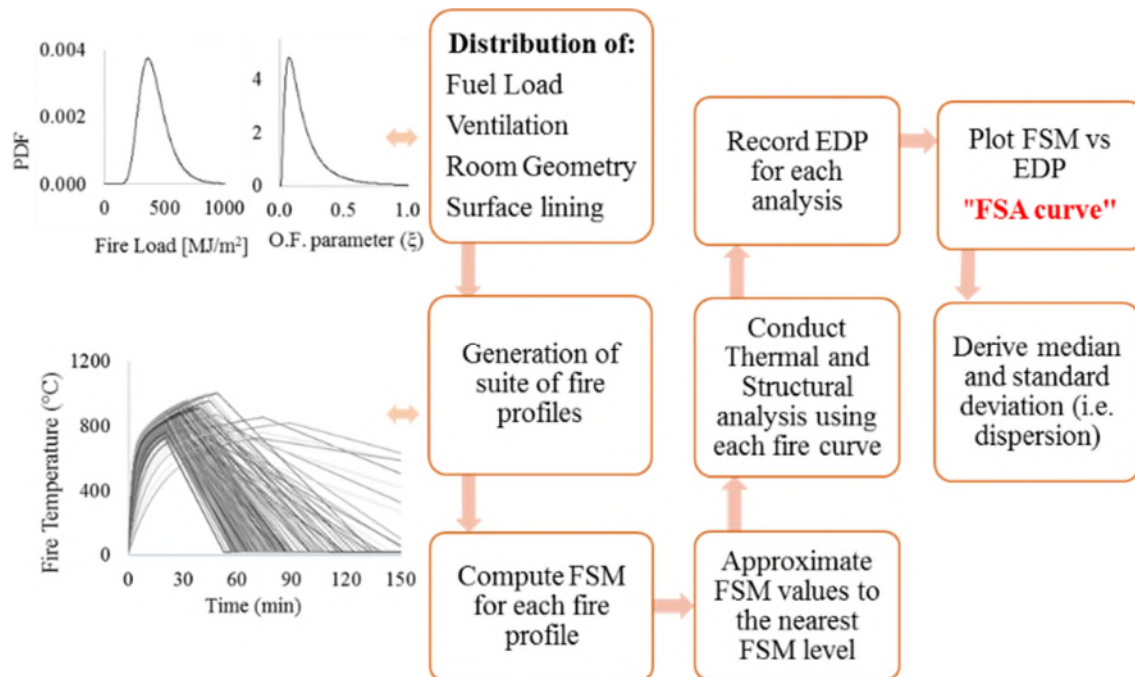 0.004
0.002
0.000
PDF
0
500
1000
Fire Load [MJ/m²]
4
2
0
0.0
0.5
1.0
O.F. parameter (ξ)
Distribution of:
Fuel Load
Ventilation
Room Geometry
Surface lining
1200
800
400
0
Fire Temperature (°C)
0
30
60
90
120
150
Time (min)
Generation of
suite of fire
profiles
Compute FSM
for each fire
profile
Approximate
FSM values to
the nearest
FSM level
Conduct
Thermal and
Structural
analysis using
each fire curve
Record EDP
for each
analysis
Plot FSM vs
EDP
"FSA curve"
Derive median
and standard
deviation (i.e.
dispersion)